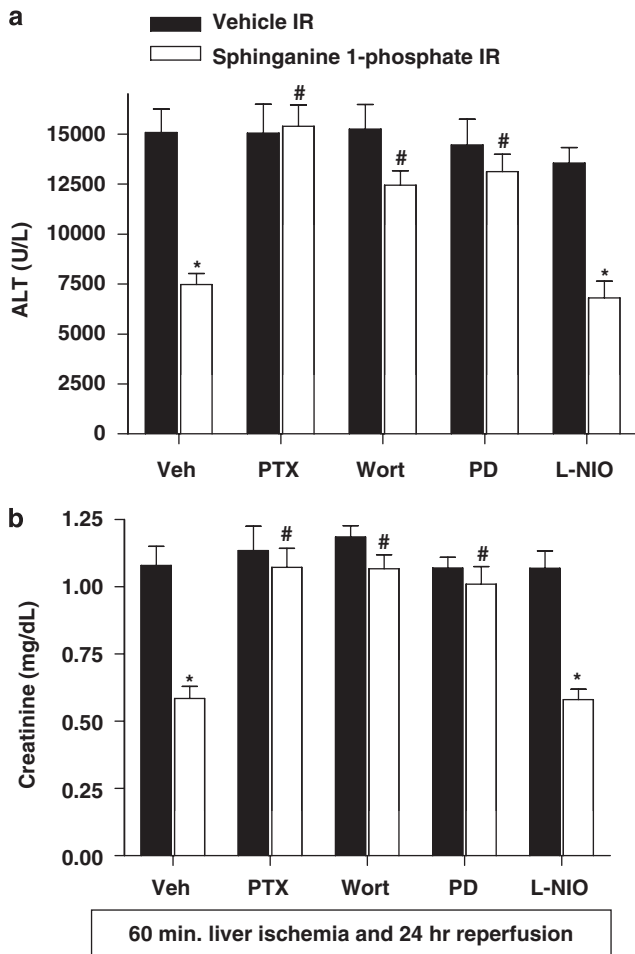 a
Vehicle IR
Sphinganine 1-phosphate IR
ALT (U/L)
15000
12500
10000
7500
5000
2500
0
*
#
#
#
*
Veh PTX Wort PD L-NIO
b
Creatinine (mg/dL)
1.25
1.00
0.75
0.50
0.25
0.00
*
#
#
#
*
Veh PTX Wort PD L-NIO
60 min. liver ischemia and 24 hr reperfusion